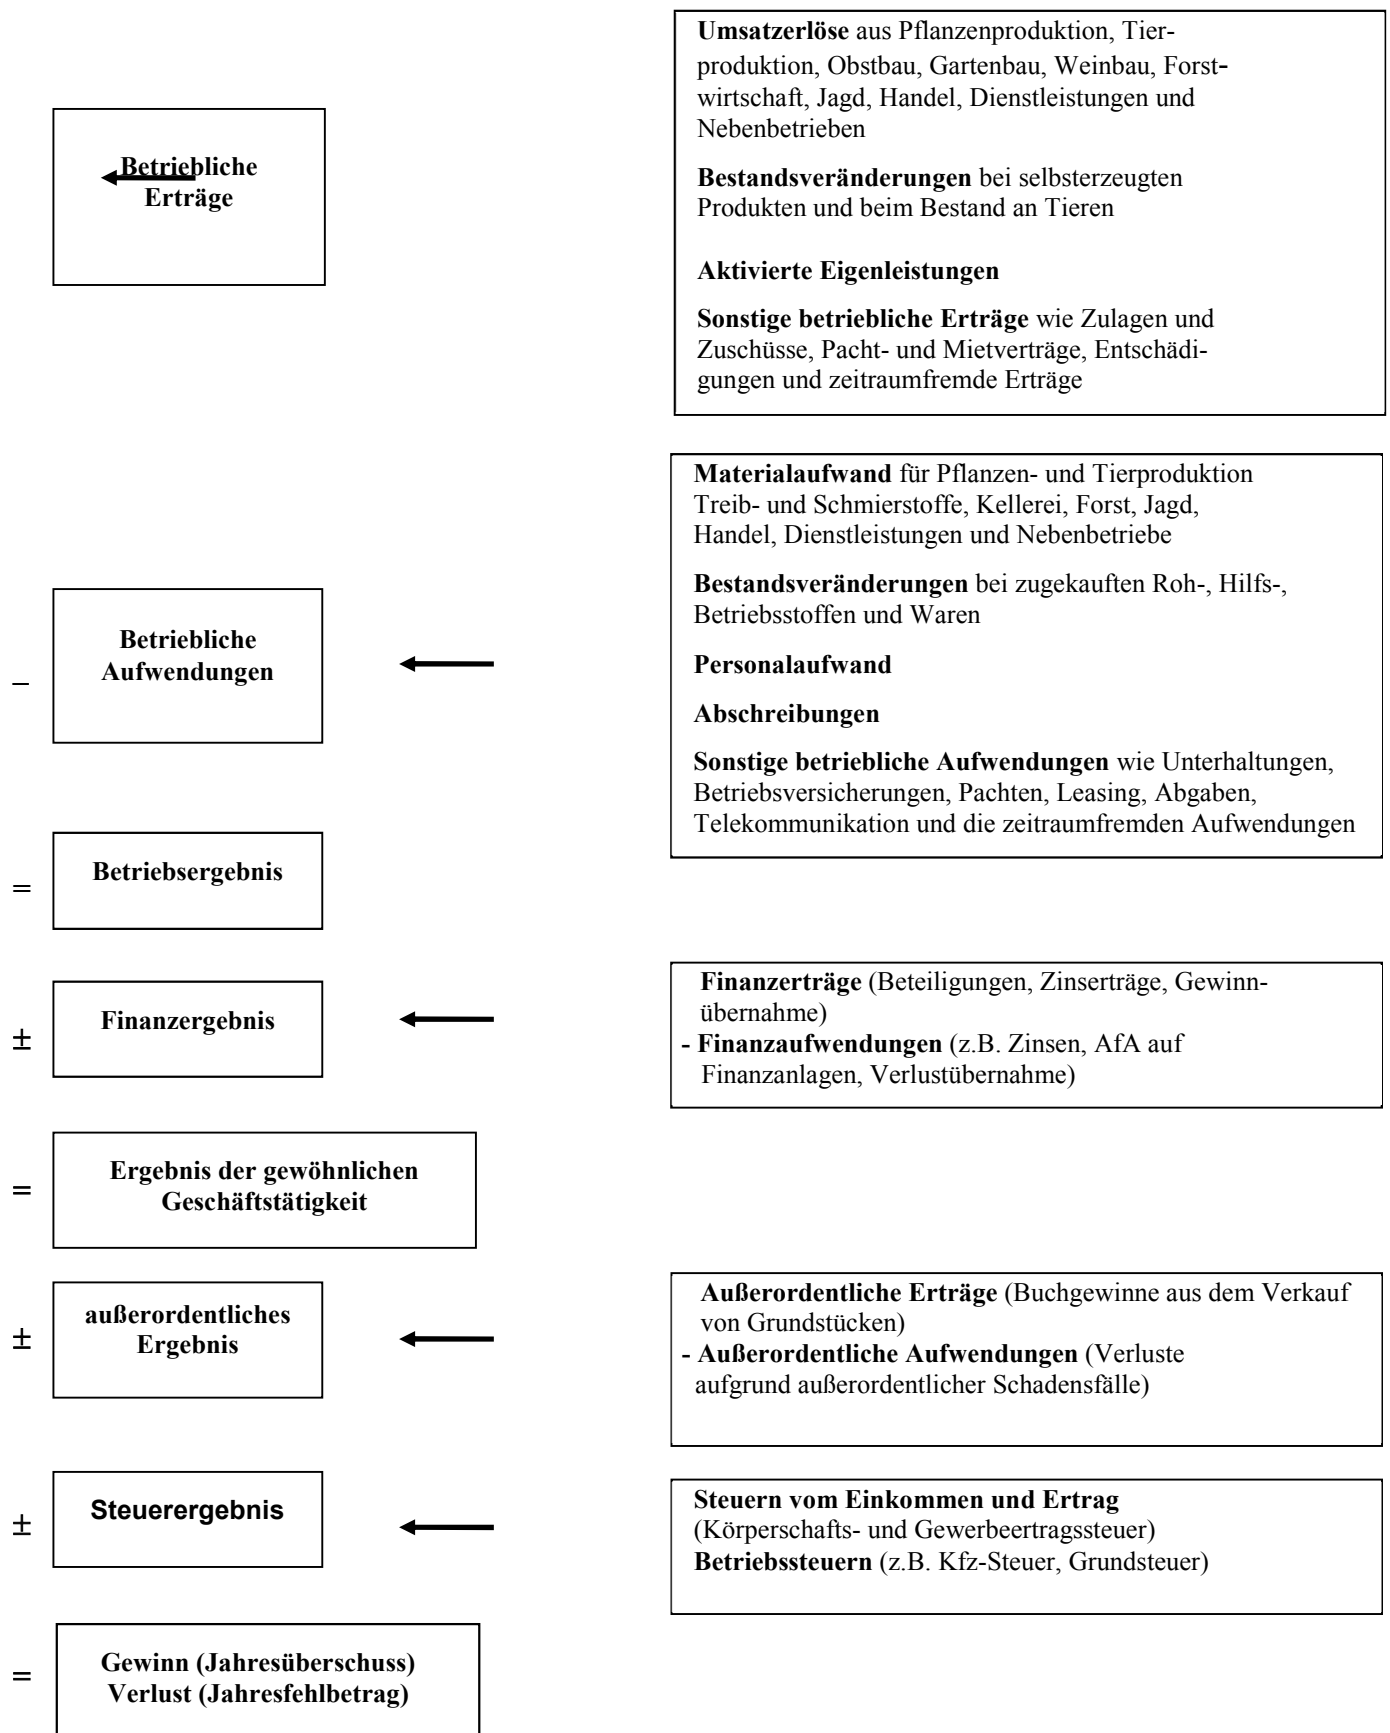 Betriebliche
Erträge
Umsatzerlöse aus Pflanzenproduktion, Tier-
produktion, Obstbau, Gartenbau, Weinbau, Forst-
wirtschaft, Jagd, Handel, Dienstleistungen und
Nebenbetrieben
Bestandsveränderungen bei selbsterzeugten
Produkten und beim Bestand an Tieren
Aktivierte Eigenleistungen
Sonstige betriebliche Erträge wie Zulagen und
Zuschüsse, Pacht- und Mietverträge, Entschädi-
gungen und zeitraumfremde Erträge
–
Betriebliche
Aufwendungen
Materialaufwand für Pflanzen- und Tierproduktion
Treib- und Schmierstoffe, Kellerei, Forst, Jagd,
Handel, Dienstleistungen und Nebenbetriebe
Bestandsveränderungen bei zugekauften Roh-, Hilfs-,
Betriebsstoffen und Waren
Personalaufwand
Abschreibungen
Sonstige betriebliche Aufwendungen wie Unterhaltungen,
Betriebsversicherungen, Pachten, Leasing, Abgaben,
Telekommunikation und die zeitraumfremden Aufwendungen
=
Betriebsergebnis
±
Finanzergebnis
Finanzerträge (Beteiligungen, Zinserträge, Gewinn-
übernahme)
- Finanzaufwendungen (z.B. Zinsen, AfA auf
Finanzanlagen, Verlustübernahme)
=
Ergebnis der gewöhnlichen
Geschäftstätigkeit
±
außerordentliches
Ergebnis
Außerordentliche Erträge (Buchgewinne aus dem Verkauf
von Grundstücken)
- Außerordentliche Aufwendungen (Verluste
aufgrund außerordentlicher Schadensfälle)
±
Steuerergebnis
Steuern vom Einkommen und Ertrag
(Körperschafts- und Gewerbeertragssteuer)
Betriebssteuern (z.B. Kfz-Steuer, Grundsteuer)
=
Gewinn (Jahresüberschuss)
Verlust (Jahresfehlbetrag)